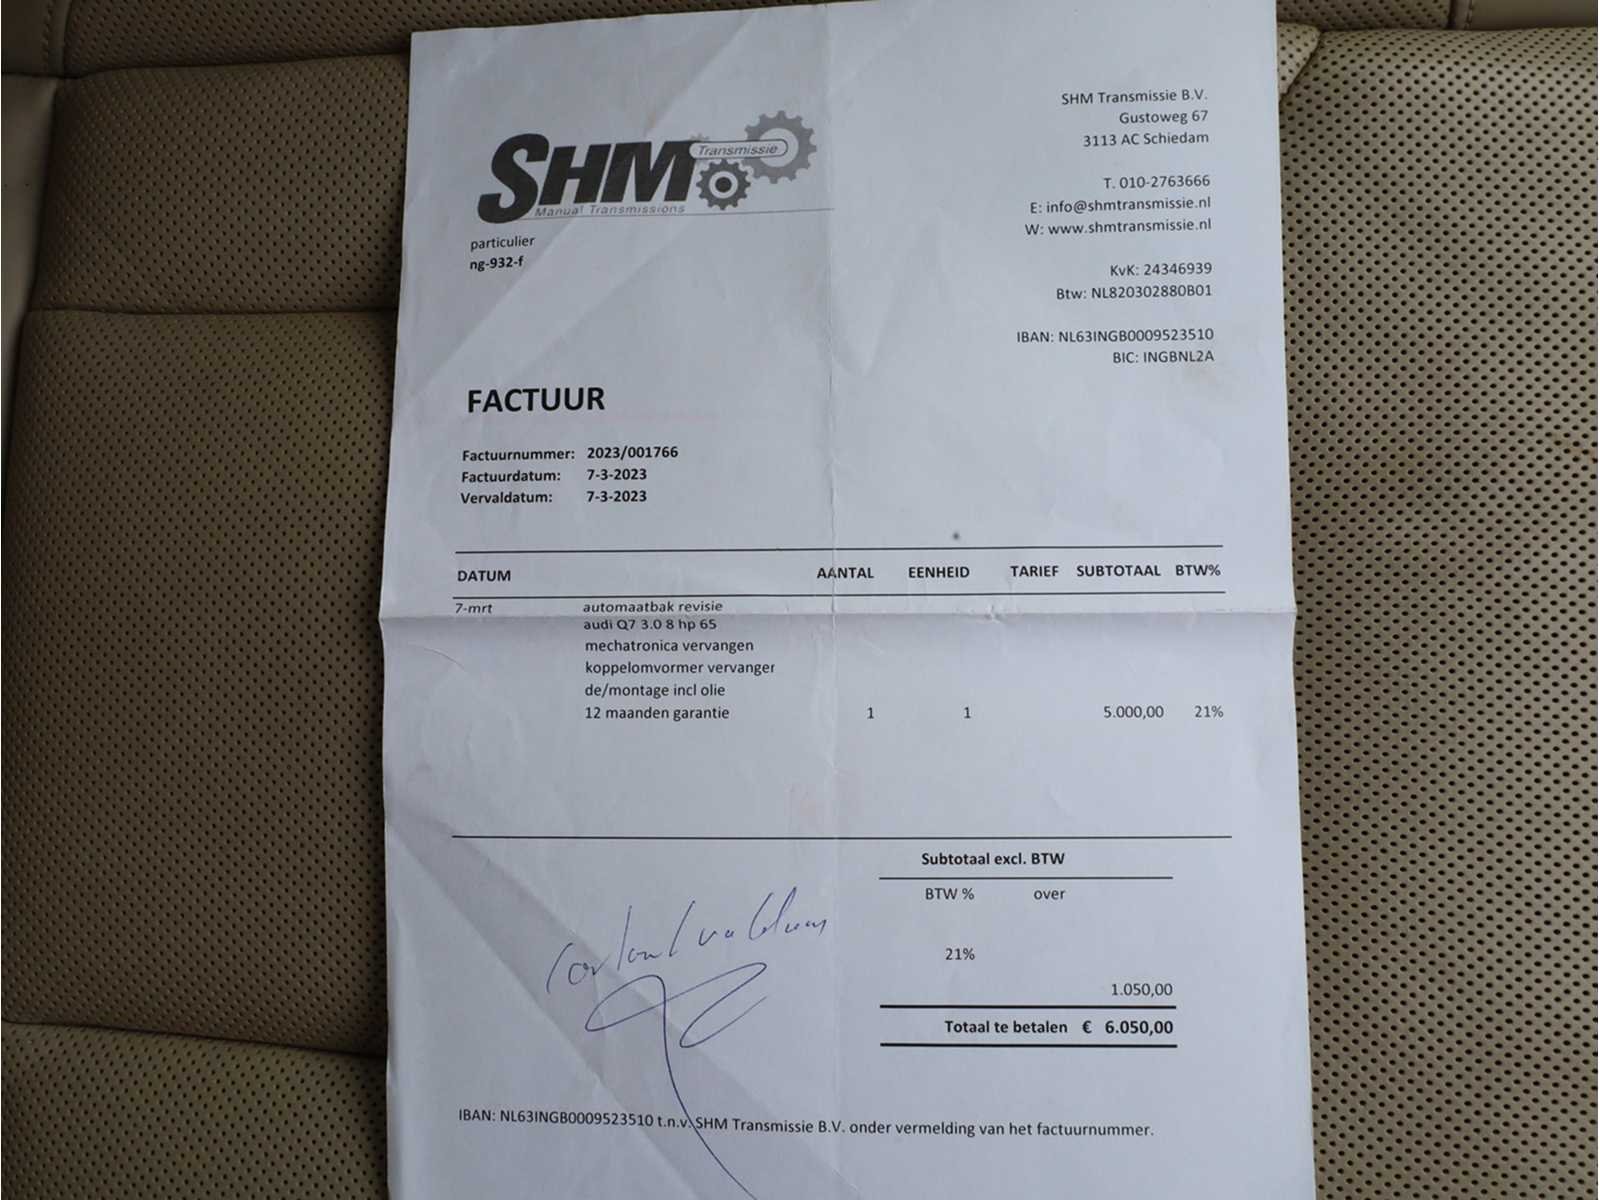 SHM Transmissie
Manual Transmissions
particulier
ng-932-f
SHM Transmissie B.V.
Gustoweg 67
3113 AC Schiedam
T. 010-2763666
E: info@shmtransmissie.nl
W: www.shmtransmissie.nl
KvK: 24346939
Btw: NL820302880B01
IBAN: NL63INGB0009523510
BIC: INGBNL2A
FACTUUR
Factuurnummer: 2023/001766
Factuurdatum: 7-3-2023
Vervaldatum: 7-3-2023
DATUM AANTAL EENHEID TARIEF SUBTOTAAL BTW%
7-mrt automaatbak revisie
audi Q7 3.0 8 hp 65
mechatronica vervangen
koppelomvormer vervanger
de/montage incl olie
12 maanden garantie 1 1 5.000,00 21%
Subtotaal excl. BTW
BTW % over
21%
1.050,00
Totaal te betalen € 6.050,00
IBAN: NL63INGB0009523510 t.n.v. SHM Transmissie B.V. onder vermelding van het factuurnummer.